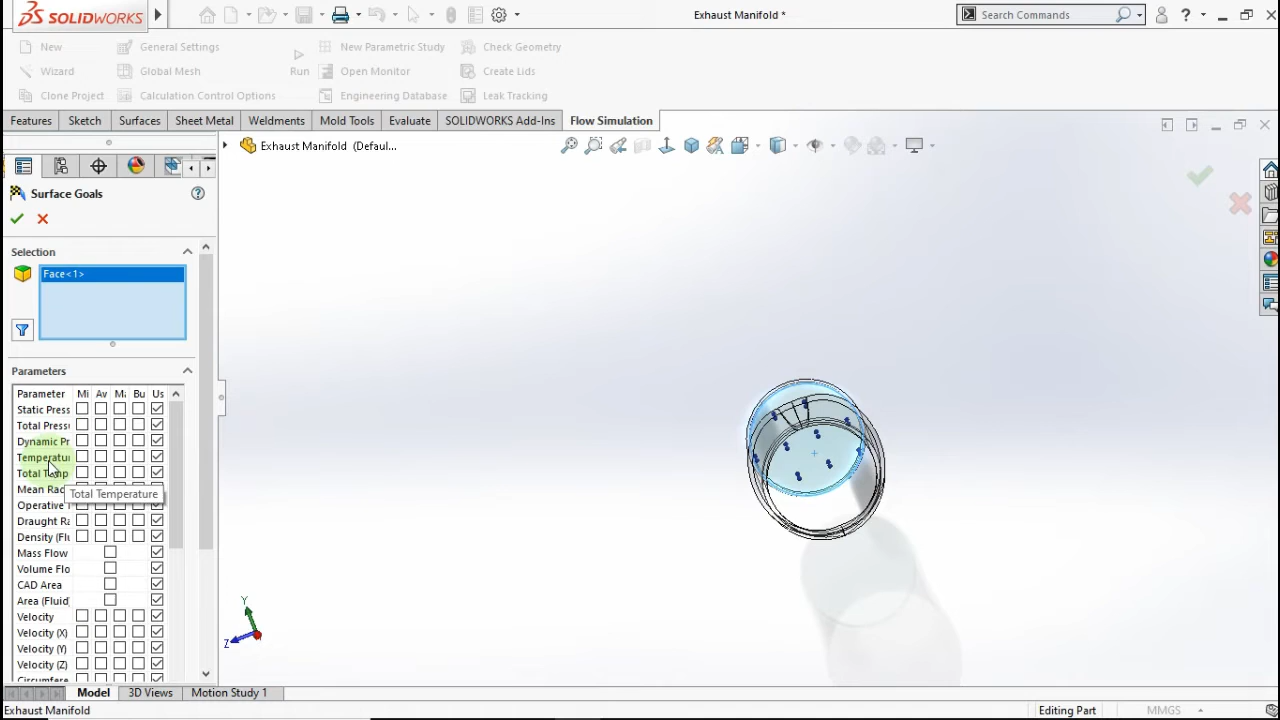 SOLIDWORKS
Exhaust Manifold *
Search Commands
?
New
General Settings
New Parametric Study
Check Geometry
Wizard
Global Mesh
Run
Open Monitor
Create Lids
Clone Project
Calculation Control Options
Engineering Database
Leak Tracking
Features
Sketch
Surfaces
Sheet Metal
Weldments
Mold Tools
Evaluate
SOLIDWORKS Add-Ins
Flow Simulation
Exhaust Manifold (Defaul...
Surface Goals
?
Selection
Face<1>
Parameters
Parameter Mi Av Ma Bu Us
Static Press
Total Press
Dynamic Pr
Temperatu
Total Temp
Mean Rad
Total Temperature
Operative T
Draught Ra
Density (Flu
Mass Flow
Volume Flo
CAD Area
Area (Fluid)
Velocity
Velocity (X)
Velocity (Y)
Velocity (Z)
Circumfere
Y
Z
Model
3D Views
Motion Study 1
Exhaust Manifold
Editing Part
MMGS